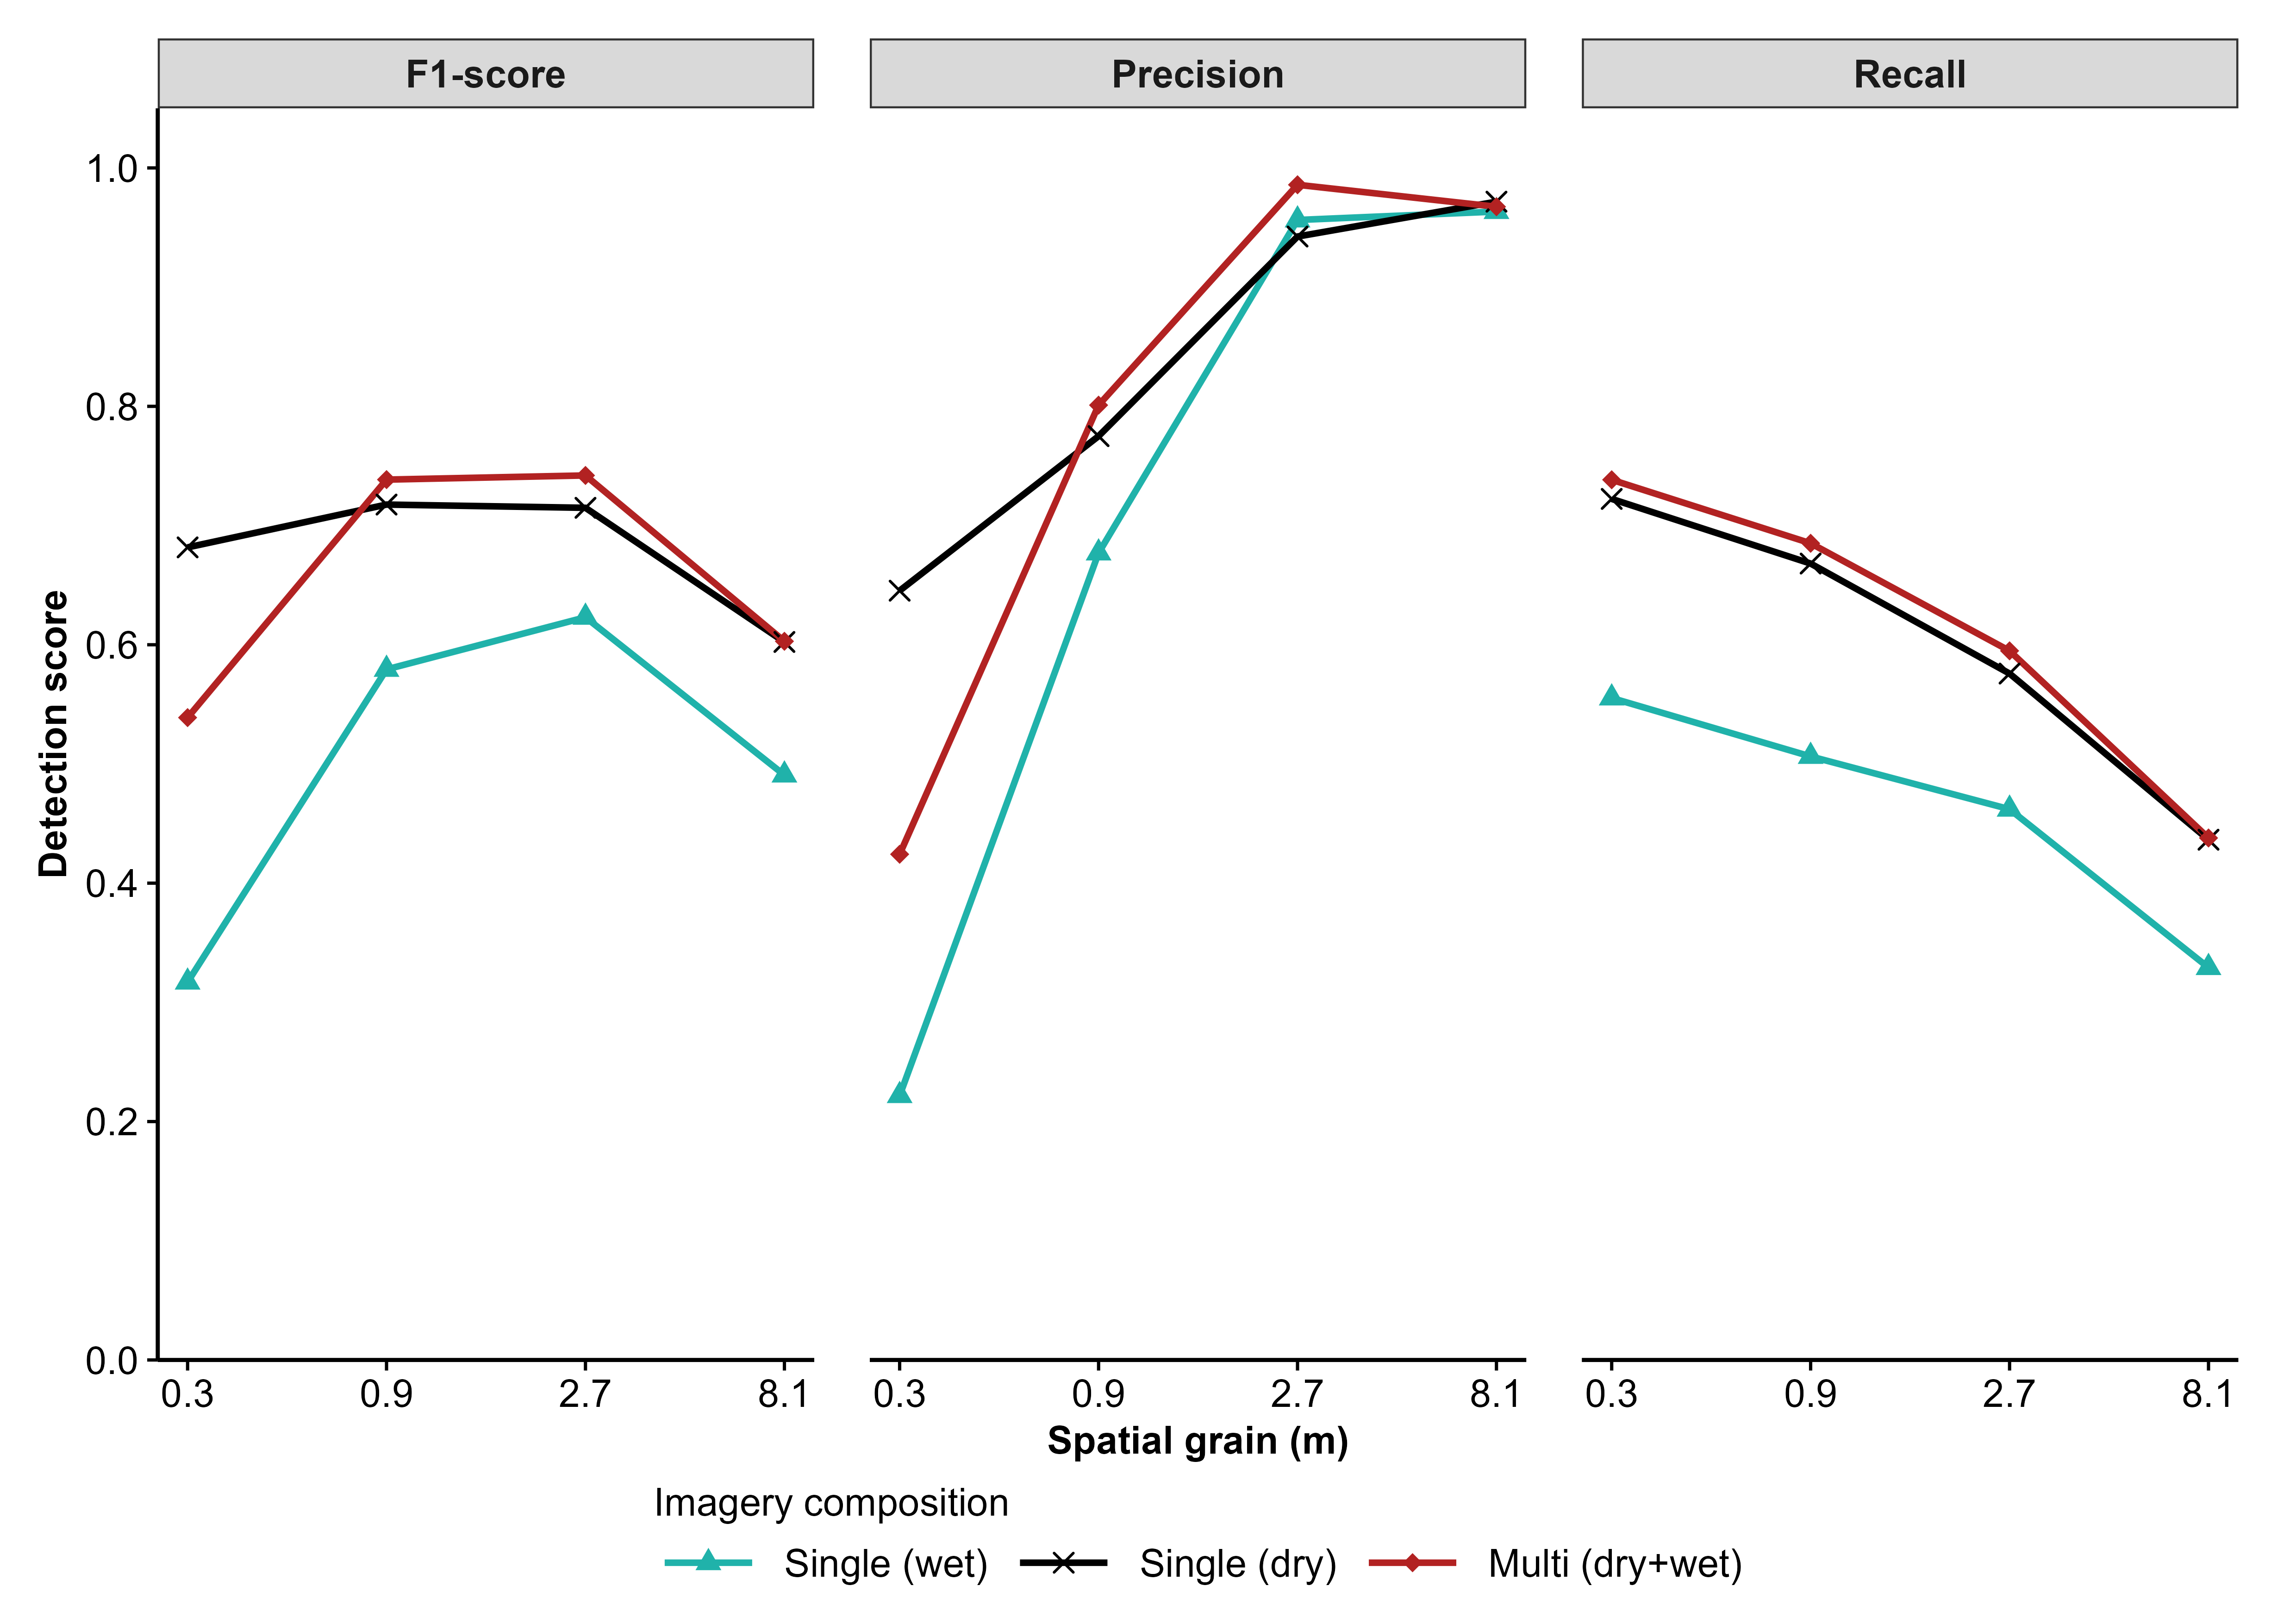 F1-score Precision Recall
1.0
0.8
0.6
0.4
0.2
0.0
Detection score
0.3 0.9 2.7 8.1 0.3 0.9 2.7 8.1 0.3 0.9 2.7 8.1
Spatial grain (m)
Imagery composition
Single (wet) Single (dry) Multi (dry+wet)